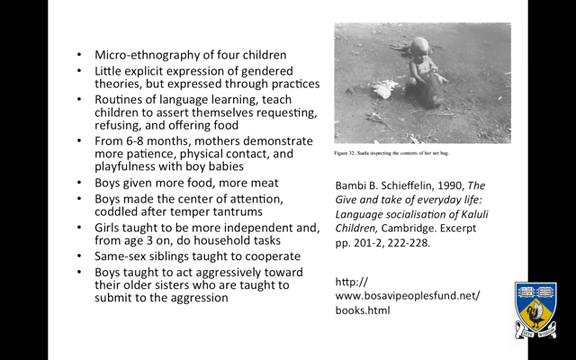 Micro-ethnography of four children
Little explicit expression of gendered
theories, but expressed through practices
Routines of language learning, teach
children to assert themselves requesting,
refusing, and offering food
From 6-8 months, mothers demonstrate
more patience, physical contact, and
playfulness with boy babies
Boys given more food, more meat
Boys made the center of attention,
coddled after temper tantrums
Girls taught to be more independent and,
from age 3 on, do household tasks
Same-sex siblings taught to cooperate
Boys taught to act aggressively toward
their older sisters who are taught to
submit to the aggression
Figure 32. Suela inspecting the contents of her net bag.
Bambi B. Schieffelin, 1990, The
Give and take of everyday life:
Language socialisation of Kaluli
Children, Cambridge. Excerpt
pp. 201-2, 222-228.
http://
www.bosavipeoplesfund.net/
books.html